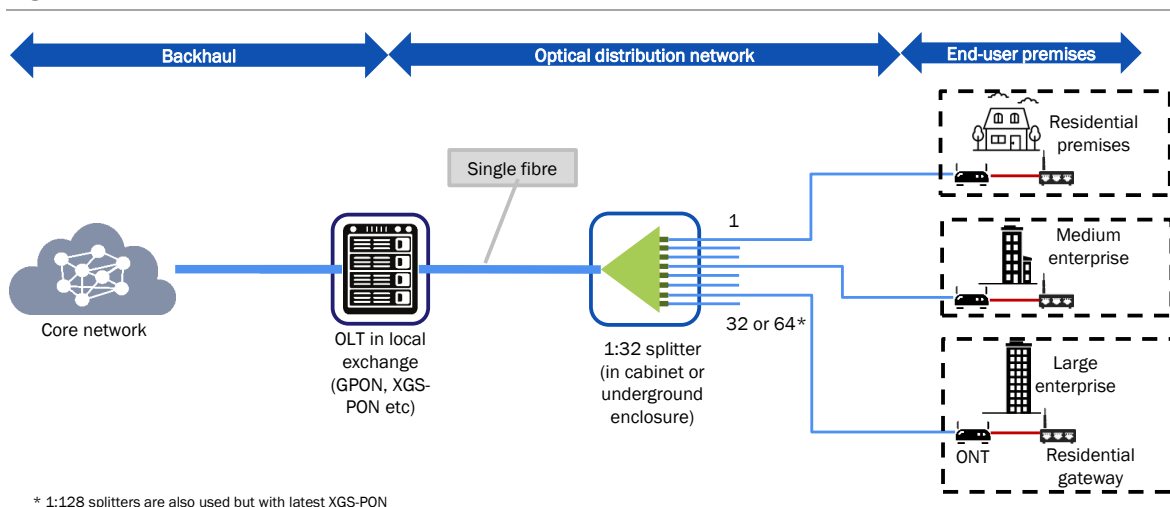 Backhaul
Optical distribution network
End-user premises
Residential
premises
Single fibre
1
Medium
enterprise
Core network
32 or 64*
OLT in local
exchange
(GPON, XGS-
PON etc)
1:32 splitter
(in cabinet or
underground
enclosure)
Large
enterprise
ONT
Residential
gateway
* 1:128 splitters are also used but with latest XGS-PON